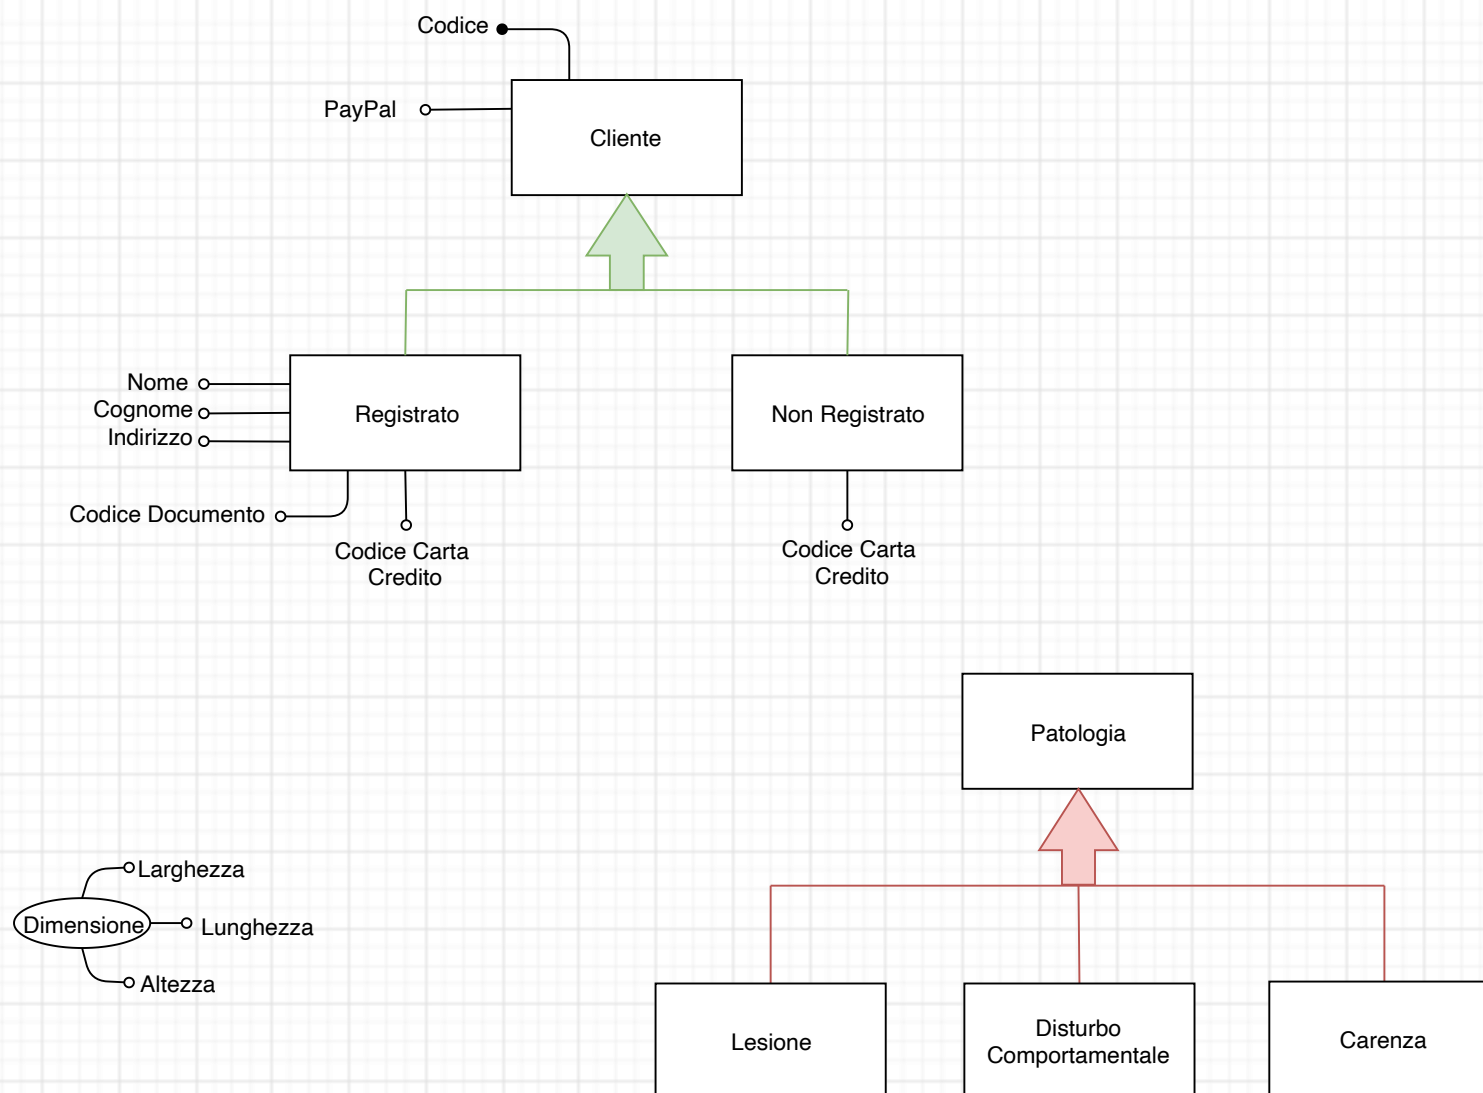 Codice
PayPal
Cliente
Nome
Cognome
Indirizzo
Registrato
Non Registrato
Codice Documento
Codice Carta
Credito
Codice Carta
Credito
Patologia
Larghezza
Dimensione
Lunghezza
Altezza
Lesione
Disturbo
Comportamentale
Carenza